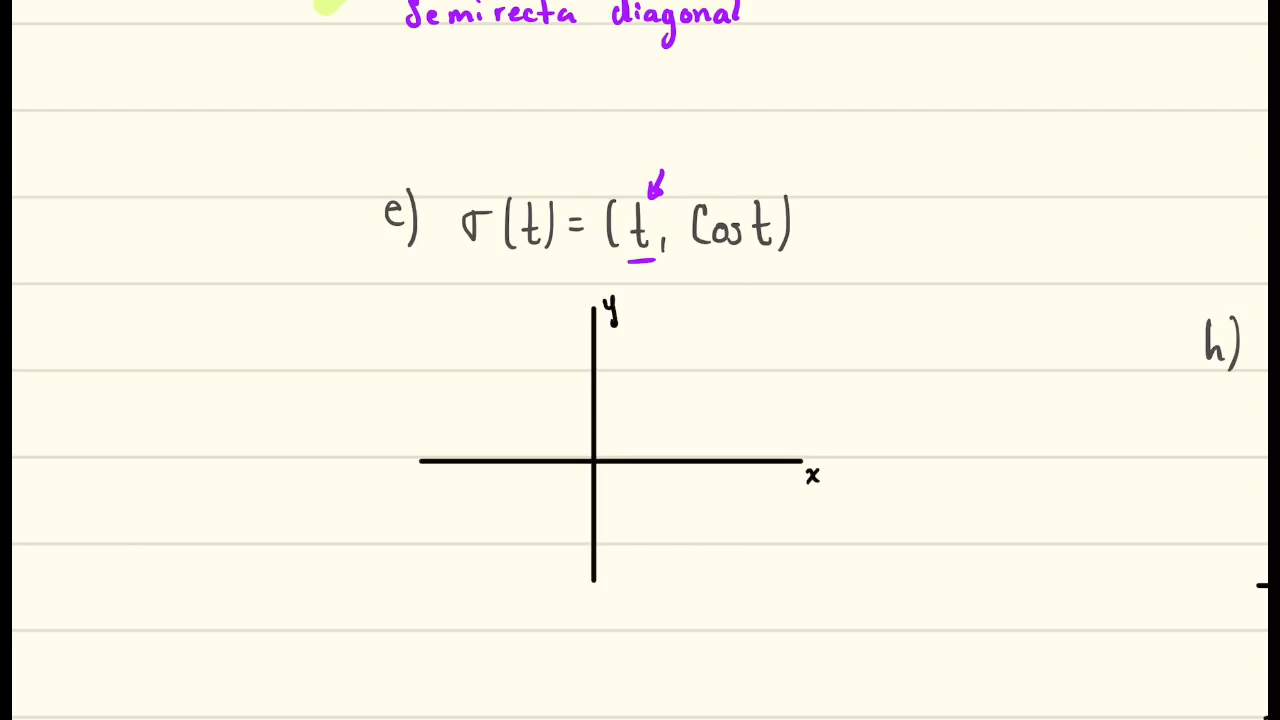 Semirecta diagonal
e) σ(t) = (t, Cos t)
y
h)
x